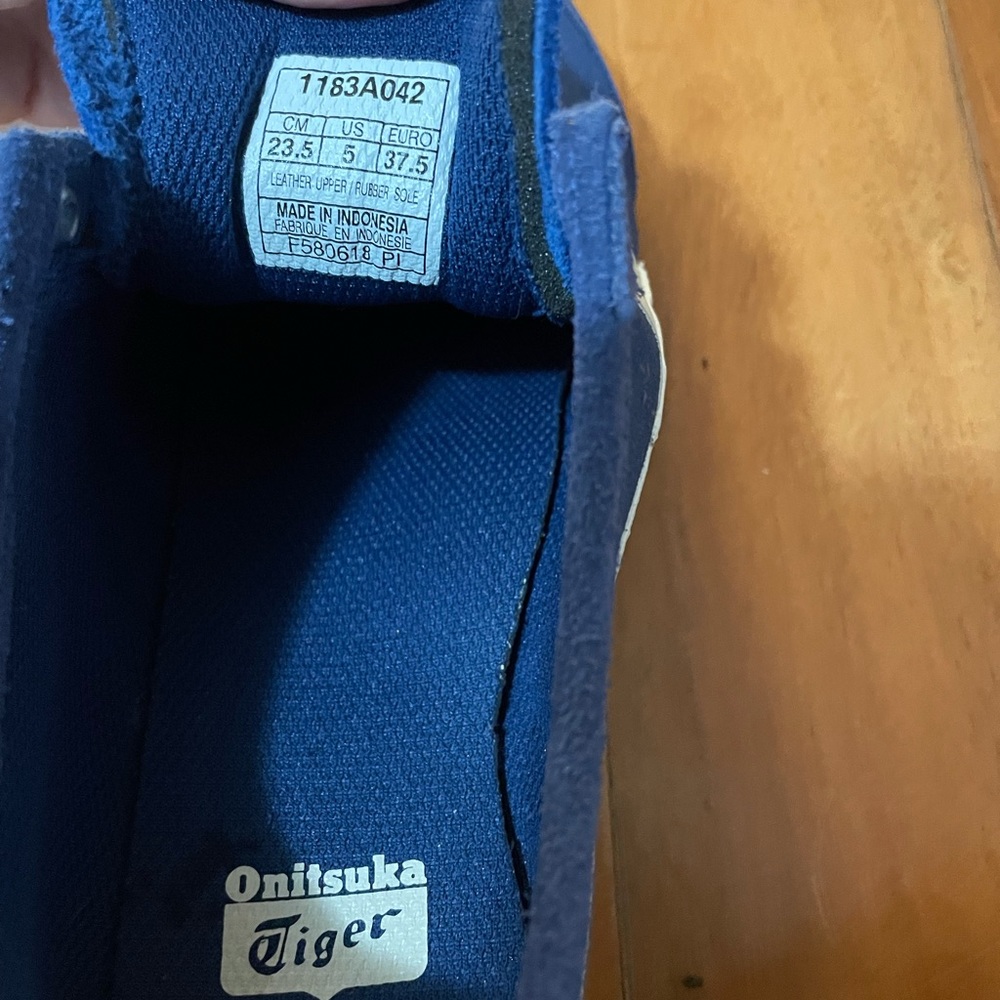 1183A042
CM US EURO
23.5 5 37.5
LEATHER UPPER / RUBBER SOLE
MADE IN INDONESIA
FABRIQUE EN INDONESIE
F580618 PI
Onitsuka
Tiger